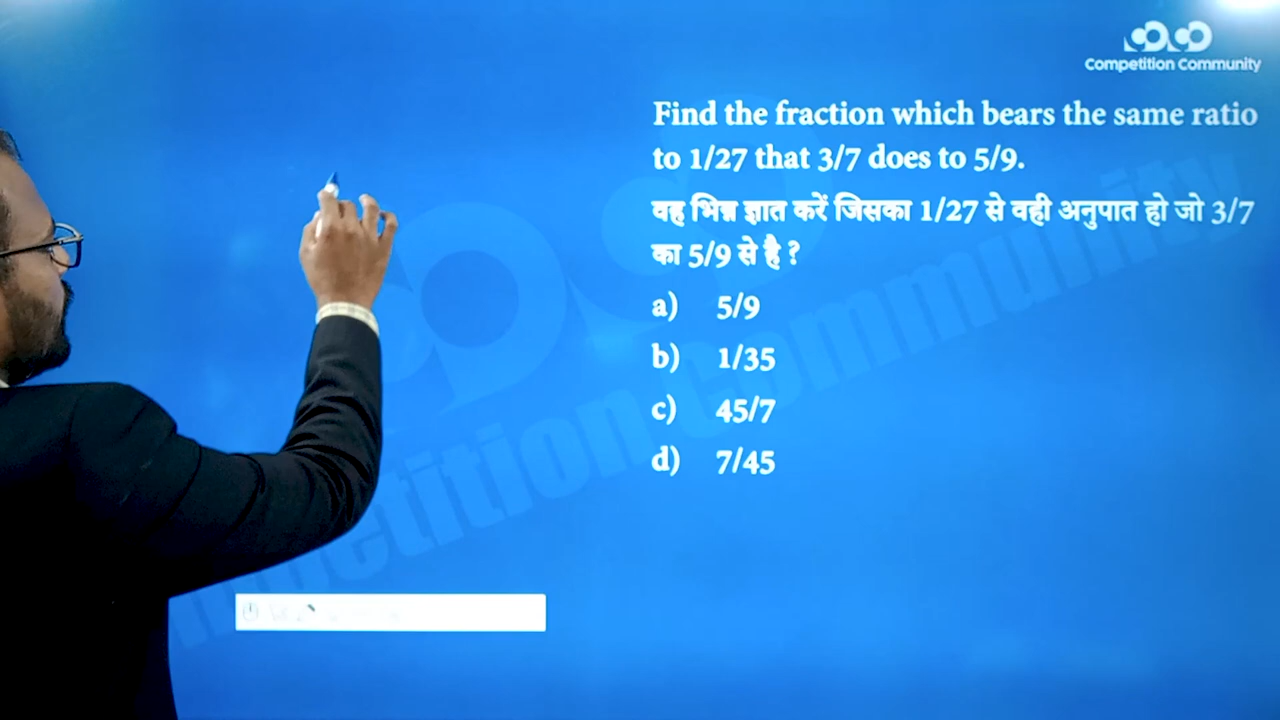 Competition Community
Find the fraction which bears the same ratio
to 1/27 that 3/7 does to 5/9.
वह भिन्न ज्ञात करें जिसका 1/27 से वही अनुपात हो जो 3/7
का 5/9 से है ?
a) 5/9
b) 1/35
c) 45/7
d) 7/45
Competition Community